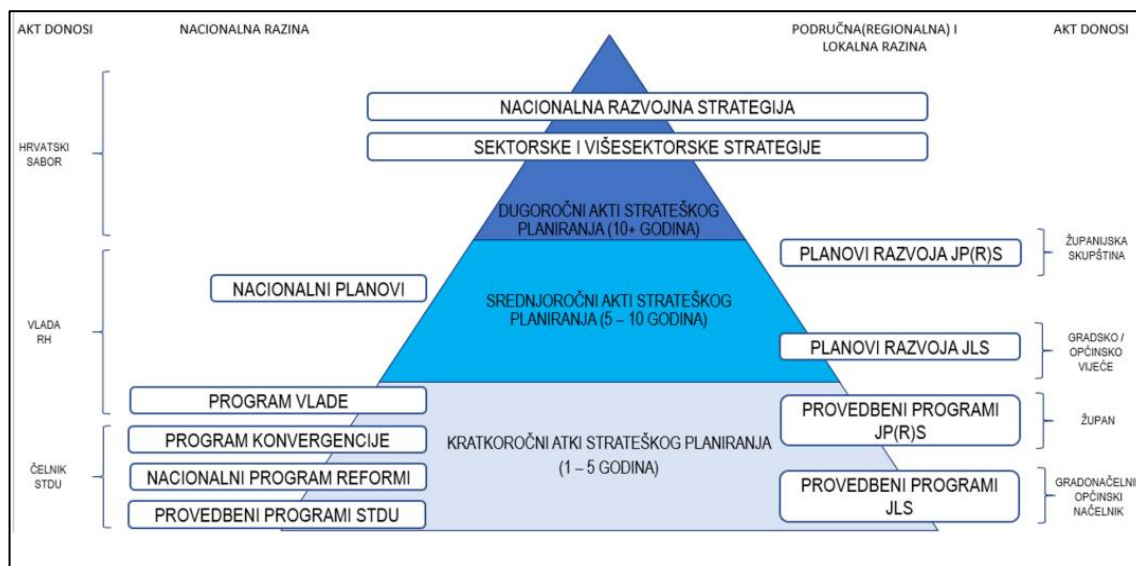 AKT DONOSI
NACIONALNA RAZINA
PODRUČNA(REGIONALNA) I
LOKALNA RAZINA
AKT DONOSI
HRVATSKI
SABOR
NACIONALNA RAZVOJNA STRATEGIJA
SEKTORSKE I VIŠESEKTORSKE STRATEGIJE
DUGOROČNI AKTI STRATEŠKOG
PLANIRANJA (10+ GODINA)
PLANOVI RAZVOJA JP(R)S
ŽUPANIJSKA
SKUPŠTINA
VLADA
RH
NACIONALNI PLANOVI
SREDNJOROČNI AKTI STRATEŠKOG
PLANIRANJA (5 – 10 GODINA)
PLANOVI RAZVOJA JLS
GRADSKO /
OPĆINSKO
VIJEĆE
PROGRAM VLADE
PROVEDBENI PROGRAMI
JP(R)S
ŽUPAN
ČELNIK
STDU
PROGRAM KONVERGENCIJE
NACIONALNI PROGRAM REFORMI
PROVEDBENI PROGRAMI STDU
KRATKOROČNI ATKI STRATEŠKOG PLANIRANJA
(1 – 5 GODINA)
PROVEDBENI PROGRAMI
JLS
GRADONAČELNI
OPĆINSKI
NAČELNIK